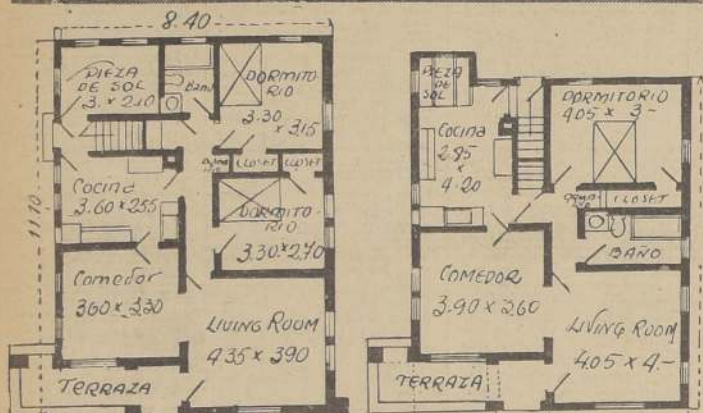 8.40
11.10
PIEZA
DE SOL
3. x 2.10
BAÑO
DORMITO
RIO
3.30
x 3.15
Cocina
3.60 x 2.55
CLOSET
CLOSET
DORMITO-
RIO
3.30 x 2.70
Comedor
3.60 x 3.30
LIVING ROOM
4.35 x 3.90
TERRAZA
PIEZA
DE
SOL
Cocina
2.85
x
4.20
DORMITORIO
4.05 x 3.-
CLOSET
BAÑO
COMEDOR
3.90 x 3.60
LIVING ROOM
4.05 x 4.-
TERRAZA